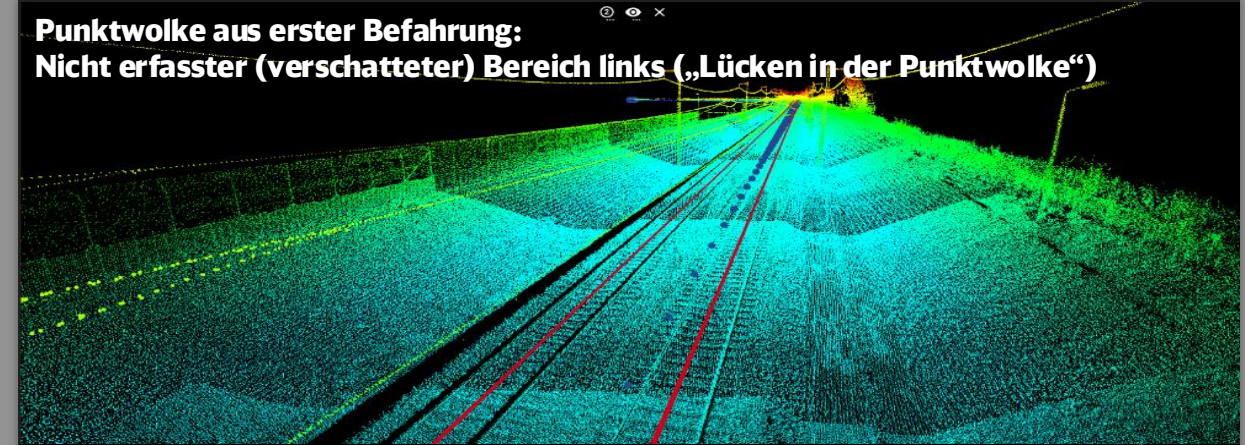 Punktwolke aus erster Befahrung:
Nicht erfasster (verschatteter) Bereich links („Lücken in der Punktwolke“)